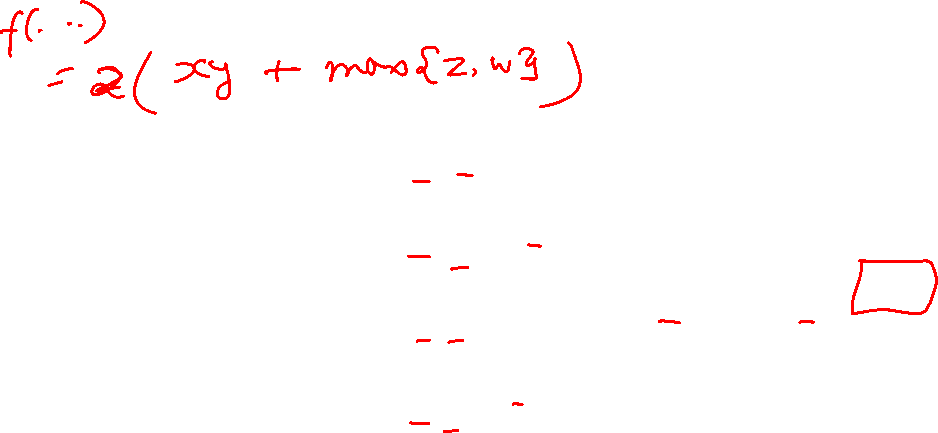 f(. ..)
= 2( xy + max{z, w})